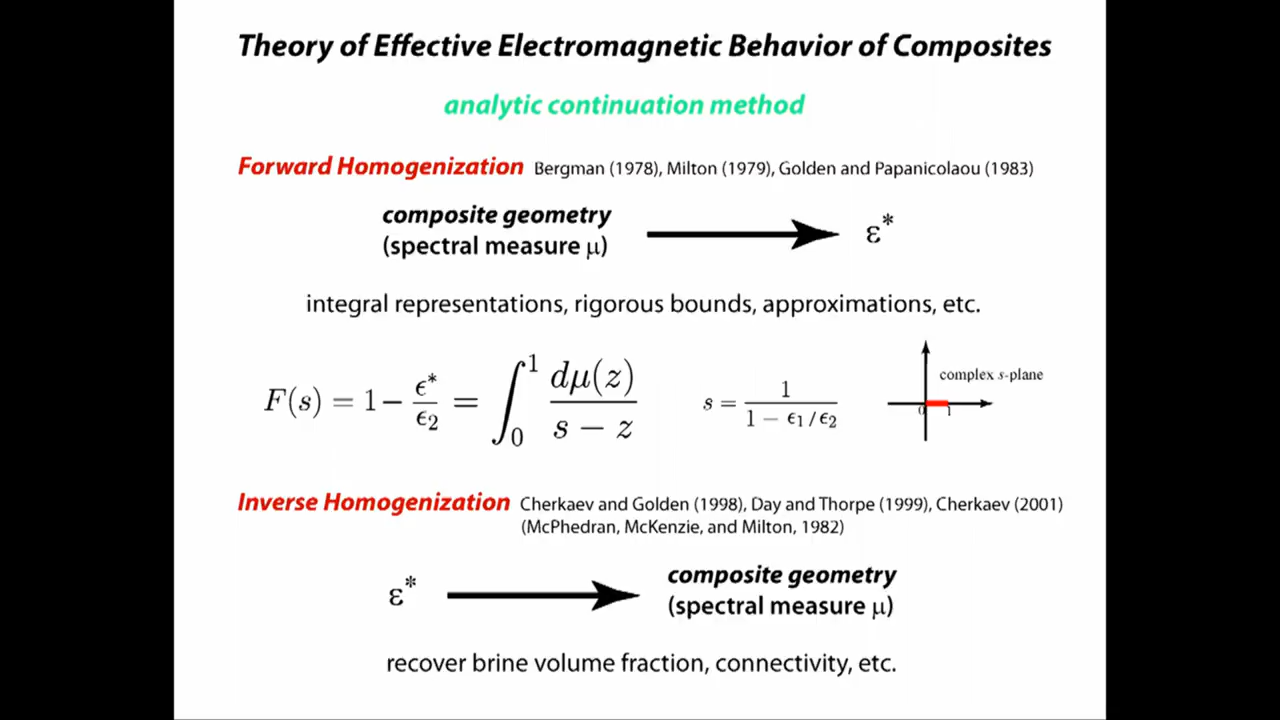 Theory of Effective Electromagnetic Behavior of Composites
analytic continuation method
Forward Homogenization Bergman (1978), Milton (1979), Golden and Papanicolaou (1983)
composite geometry
(spectral measure μ)
ε*
integral representations, rigorous bounds, approximations, etc.
F(s) = 1 − ϵ*/ϵ2 = ∫₀¹ dμ(z)/(s − z)
s = 1/(1 − ϵ1/ϵ2)
complex s-plane
0 1
Inverse Homogenization Cherkaev and Golden (1998), Day and Thorpe (1999), Cherkaev (2001)
(McPhedran, McKenzie, and Milton, 1982)
ε*
composite geometry
(spectral measure μ)
recover brine volume fraction, connectivity, etc.